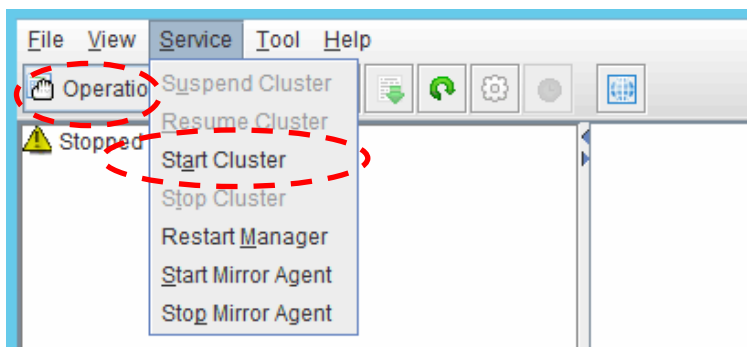 File View Service Tool Help
Operatio
Suspend Cluster
Resume Cluster
Stopped
Start Cluster
Stop Cluster
Restart Manager
Start Mirror Agent
Stop Mirror Agent